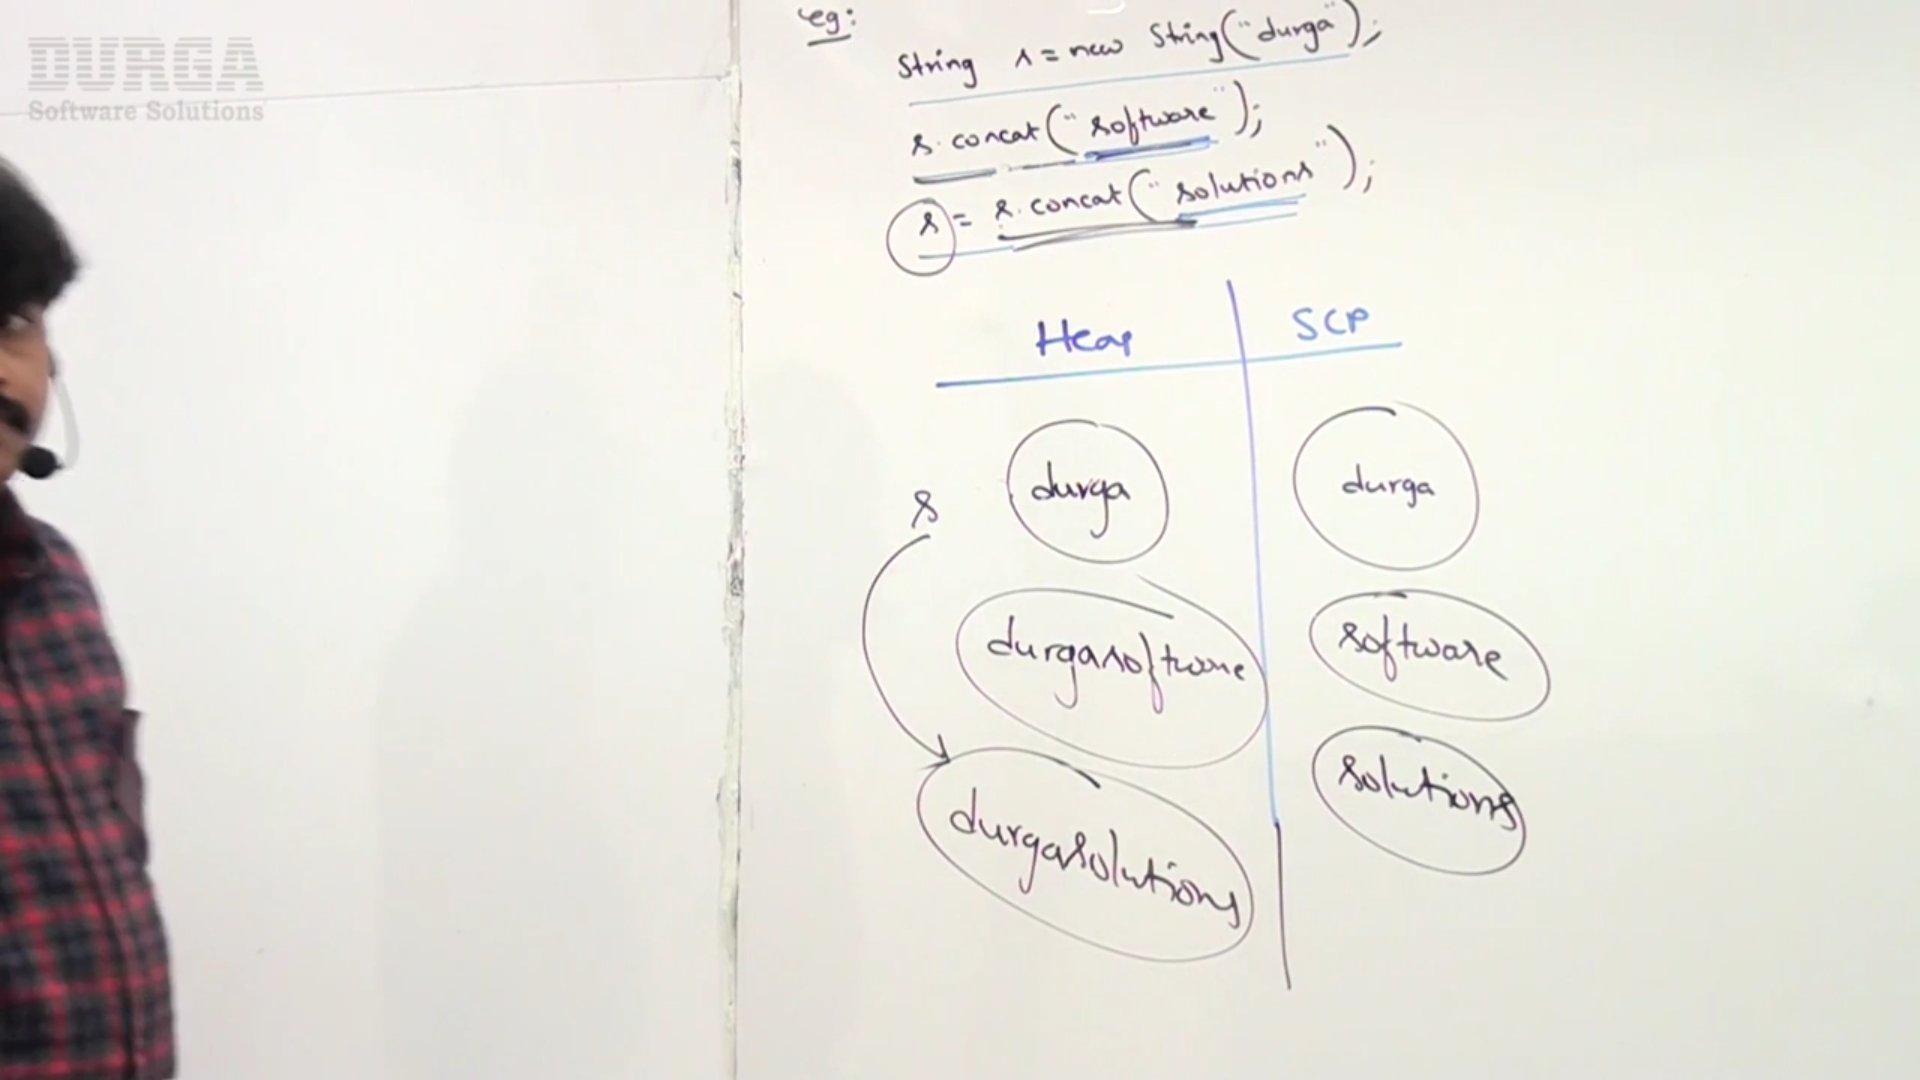 DURGA
Software Solutions
eg:
String s = new String("durga");
s.concat("software");
s = s.concat("solutions");
Heap
SCP
durga
durga
s
durgasoftware
software
durgasolutions
solutions